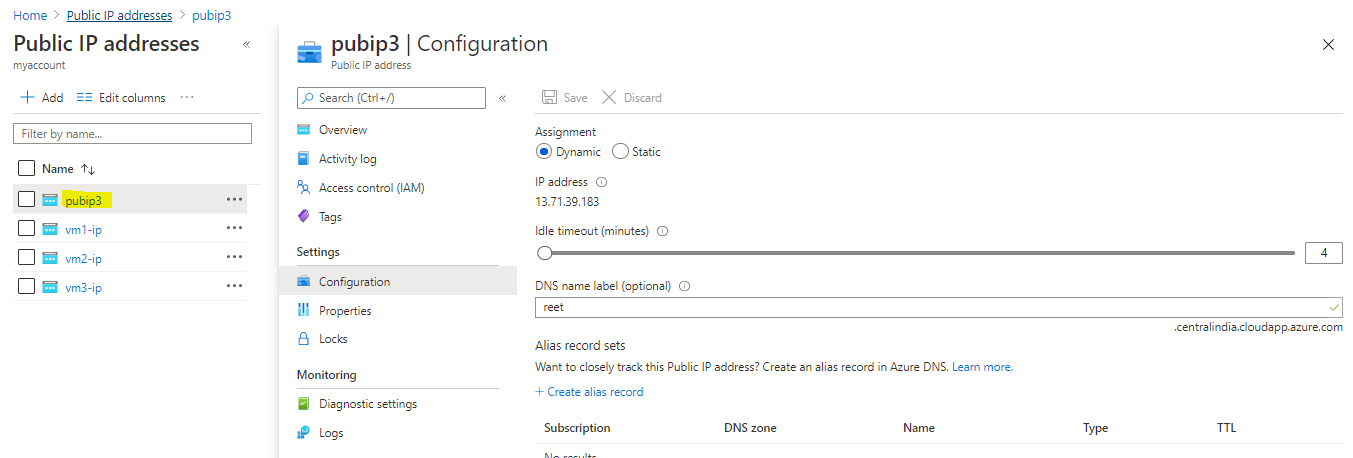 Home > Public IP addresses > pubip3
Public IP addresses «
myaccount
+ Add Edit columns ...
Filter by name...
Name ↑↓
pubip3 ...
vm1-ip ...
vm2-ip ...
vm3-ip ...
pubip3 | Configuration
Public IP address
Search (Ctrl+/) «
Overview
Activity log
Access control (IAM)
Tags
Settings
Configuration
Properties
Locks
Monitoring
Diagnostic settings
Logs
Save Discard
Assignment
Dynamic Static
IP address
13.71.39.183
Idle timeout (minutes)
4
DNS name label (optional)
reet
.centralindia.cloudapp.azure.com
Alias record sets
Want to closely track this Public IP address? Create an alias record in Azure DNS. Learn more.
+ Create alias record
Subscription DNS zone Name Type TTL
No results